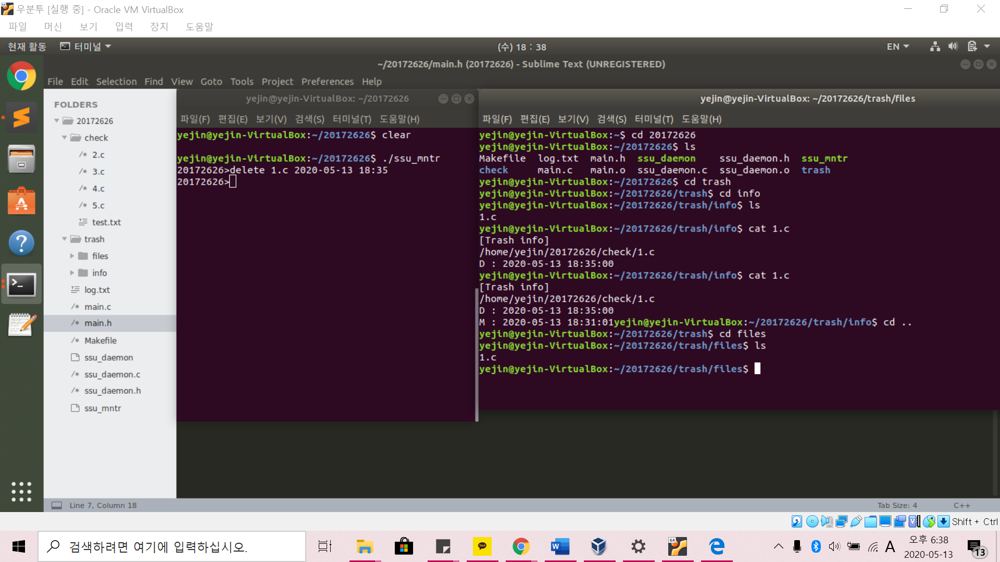 우분투 [실행 중] - Oracle VM VirtualBox
파일 머신 보기 입력 장치 도움말
현재 활동 터미널 (수) 18 : 38 EN
~/20172626/main.h (20172626) - Sublime Text (UNREGISTERED)
File Edit Selection Find View Goto Tools Project Preferences Help
FOLDERS
20172626
check
2.c
3.c
4.c
5.c
test.txt
trash
files
info
log.txt
main.c
main.h
Makefile
ssu_daemon
ssu_daemon.c
ssu_daemon.h
ssu_mntr
yejin@yejin-VirtualBox: ~/20172626
파일(F) 편집(E) 보기(V) 검색(S) 터미널(T) 도움말(H)
yejin@yejin-VirtualBox:~/20172626$ clear
yejin@yejin-VirtualBox:~/20172626$ ./ssu_mntr
20172626>delete 1.c 2020-05-13 18:35
20172626>
yejin@yejin-VirtualBox: ~/20172626/trash/files
파일(F) 편집(E) 보기(V) 검색(S) 터미널(T) 도움말(H)
yejin@yejin-VirtualBox:~$ cd 20172626
yejin@yejin-VirtualBox:~/20172626$ ls
Makefile log.txt main.h ssu_daemon ssu_daemon.h ssu_mntr
check main.c main.o ssu_daemon.c ssu_daemon.o trash
yejin@yejin-VirtualBox:~/20172626$ cd trash
yejin@yejin-VirtualBox:~/20172626/trash$ cd info
yejin@yejin-VirtualBox:~/20172626/trash/info$ ls
1.c
yejin@yejin-VirtualBox:~/20172626/trash/info$ cat 1.c
[Trash info]
/home/yejin/20172626/check/1.c
D : 2020-05-13 18:35:00
yejin@yejin-VirtualBox:~/20172626/trash/info$ cat 1.c
[Trash info]
/home/yejin/20172626/check/1.c
D : 2020-05-13 18:35:00
M : 2020-05-13 18:31:01yejin@yejin-VirtualBox:~/20172626/trash/info$ cd ..
yejin@yejin-VirtualBox:~/20172626/trash$ cd files
yejin@yejin-VirtualBox:~/20172626/trash/files$ ls
1.c
yejin@yejin-VirtualBox:~/20172626/trash/files$
Line 7, Column 18 Tab Size: 4 C++
Shift + Ctrl
검색하려면 여기에 입력하십시오.
TALK
64
A
오후 6:38
2020-05-13
13